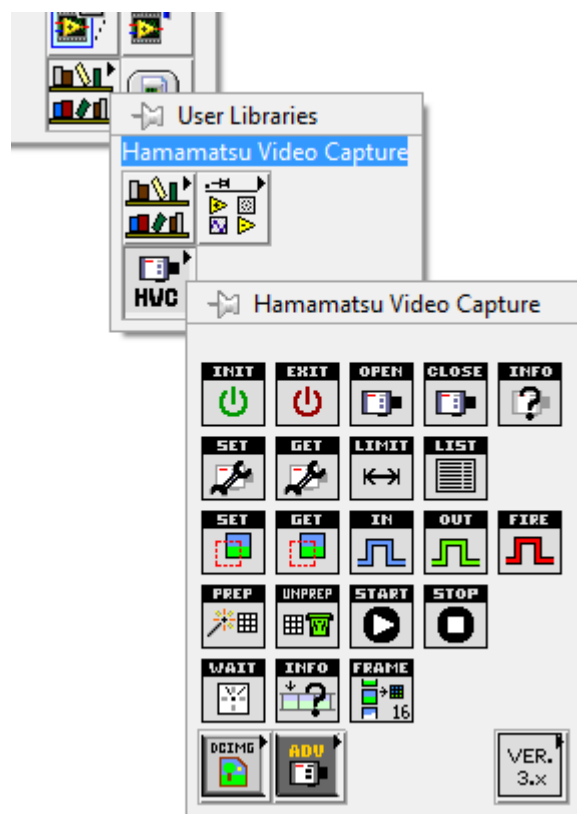 User Libraries
Hamamatsu Video Capture
HVC
Hamamatsu Video Capture
INIT EXIT OPEN CLOSE INFO
SET GET LIMIT LIST
SET GET IN OUT FIRE
PREP UNPREP START STOP
WAIT INFO FRAME
16
DCIMG ADV VER.
3.x